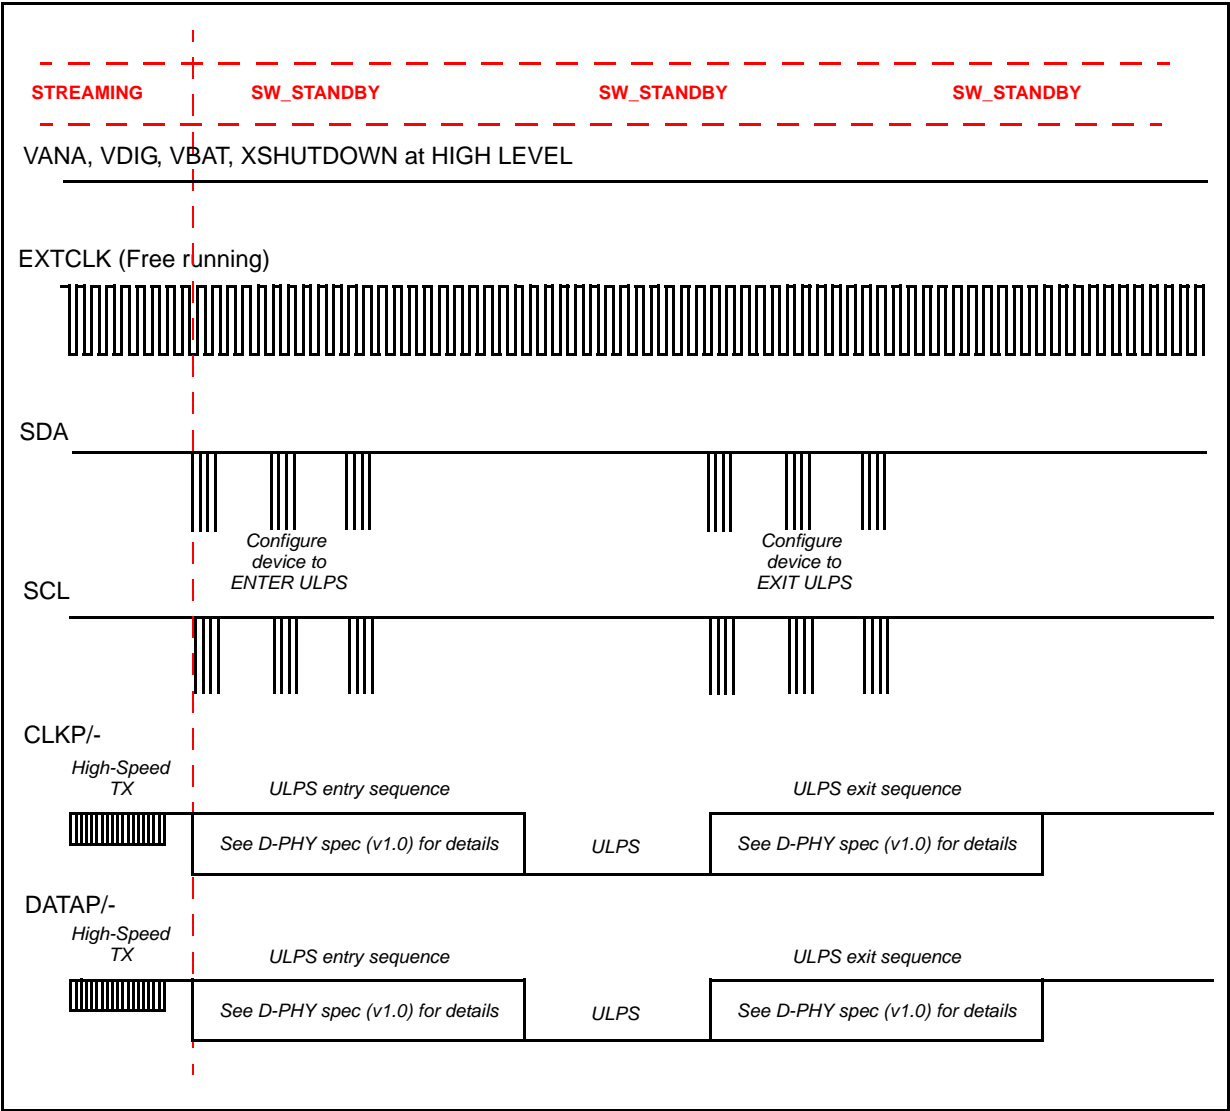 STREAMING SW_STANDBY SW_STANDBY SW_STANDBY
VANA, VDIG, VBAT, XSHUTDOWN at HIGH LEVEL
EXTCLK (Free running)
SDA
Configure
device to
ENTER ULPS
Configure
device to
EXIT ULPS
SCL
CLKP/-
High-Speed
TX
ULPS entry sequence
ULPS exit sequence
See D-PHY spec (v1.0) for details
ULPS
See D-PHY spec (v1.0) for details
DATAP/-
High-Speed
TX
ULPS entry sequence
ULPS exit sequence
See D-PHY spec (v1.0) for details
ULPS
See D-PHY spec (v1.0) for details